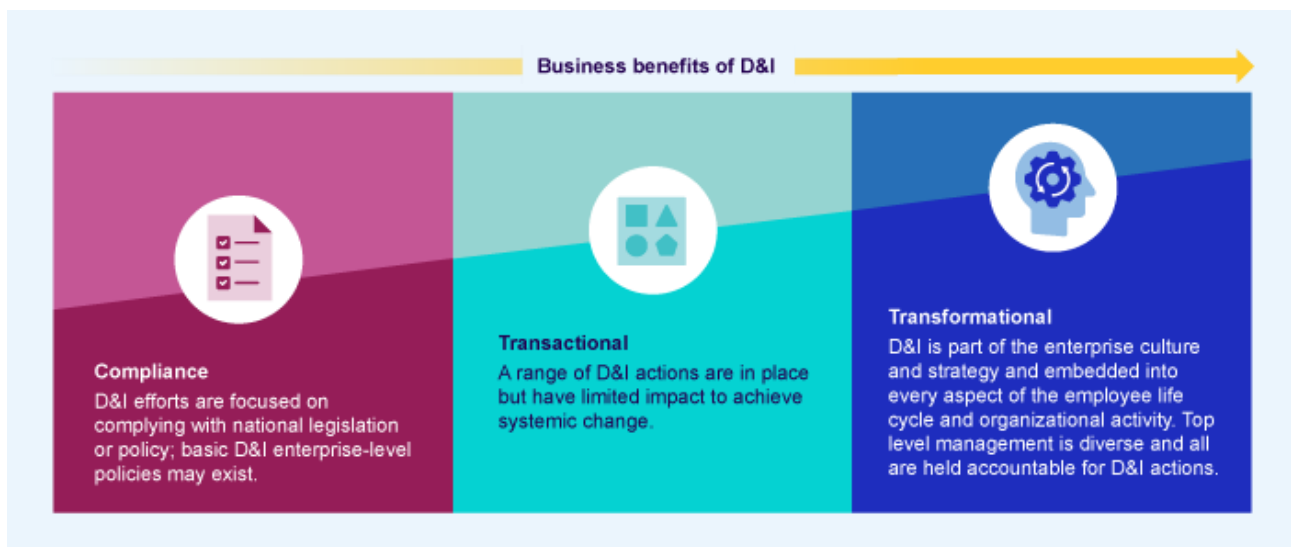 Business benefits of D&I
Compliance
D&I efforts are focused on
complying with national legislation
or policy; basic D&I enterprise-level
policies may exist.
Transactional
A range of D&I actions are in place
but have limited impact to achieve
systemic change.
Transformational
D&I is part of the enterprise culture
and strategy and embedded into
every aspect of the employee life
cycle and organizational activity. Top
level management is diverse and all
are held accountable for D&I actions.